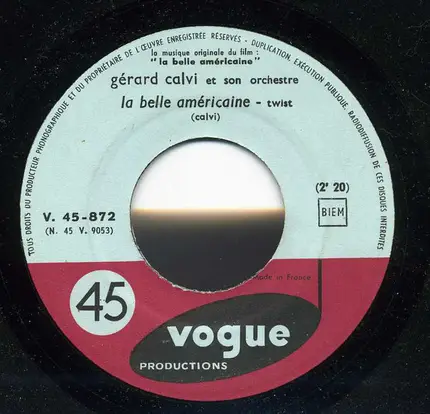 TOUS DROITS DU PRODUCTEUR PHONOGRAPHIQUE ET DU PROPRIÉTAIRE DE L'ŒUVRE ENREGISTRÉE RÉSERVÉS - DUPLICATION, EXÉCUTION PUBLIQUE, RADIODIFFUSION DE CES DISQUES INTERDITES
la musique originale du film :
"la belle américaine"
gérard calvi et son orchestre
la belle américaine - twist
(calvi)
V. 45-872
(N. 45 V. 9053)
(2' 20)
BIEM
Made in France
45
vogue
PRODUCTIONS